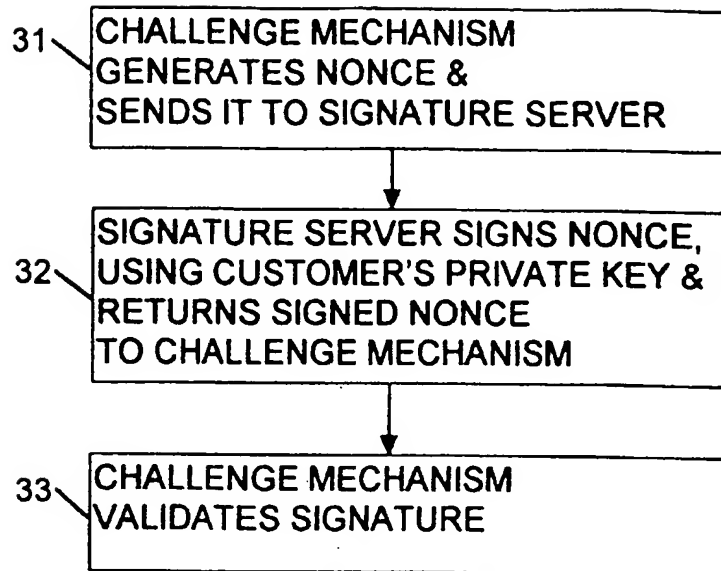 31
CHALLENGE MECHANISM
GENERATES NONCE &
SENDS IT TO SIGNATURE SERVER
32
SIGNATURE SERVER SIGNS NONCE,
USING CUSTOMER'S PRIVATE KEY &
RETURNS SIGNED NONCE
TO CHALLENGE MECHANISM
33
CHALLENGE MECHANISM
VALIDATES SIGNATURE